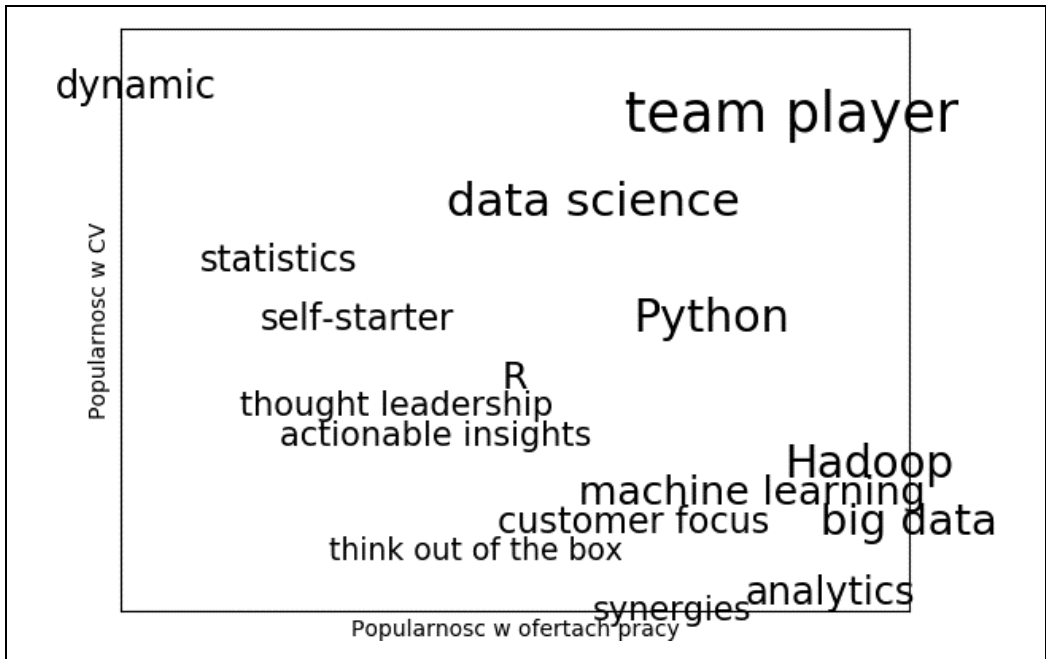 dynamic
team player
data science
statistics
self-starter
Python
R
thought leadership
actionable insights
Hadoop
machine learning
customer focus
big data
think out of the box
analytics
synergies
Popularnosc w CV
Popularnosc w ofertach pracy